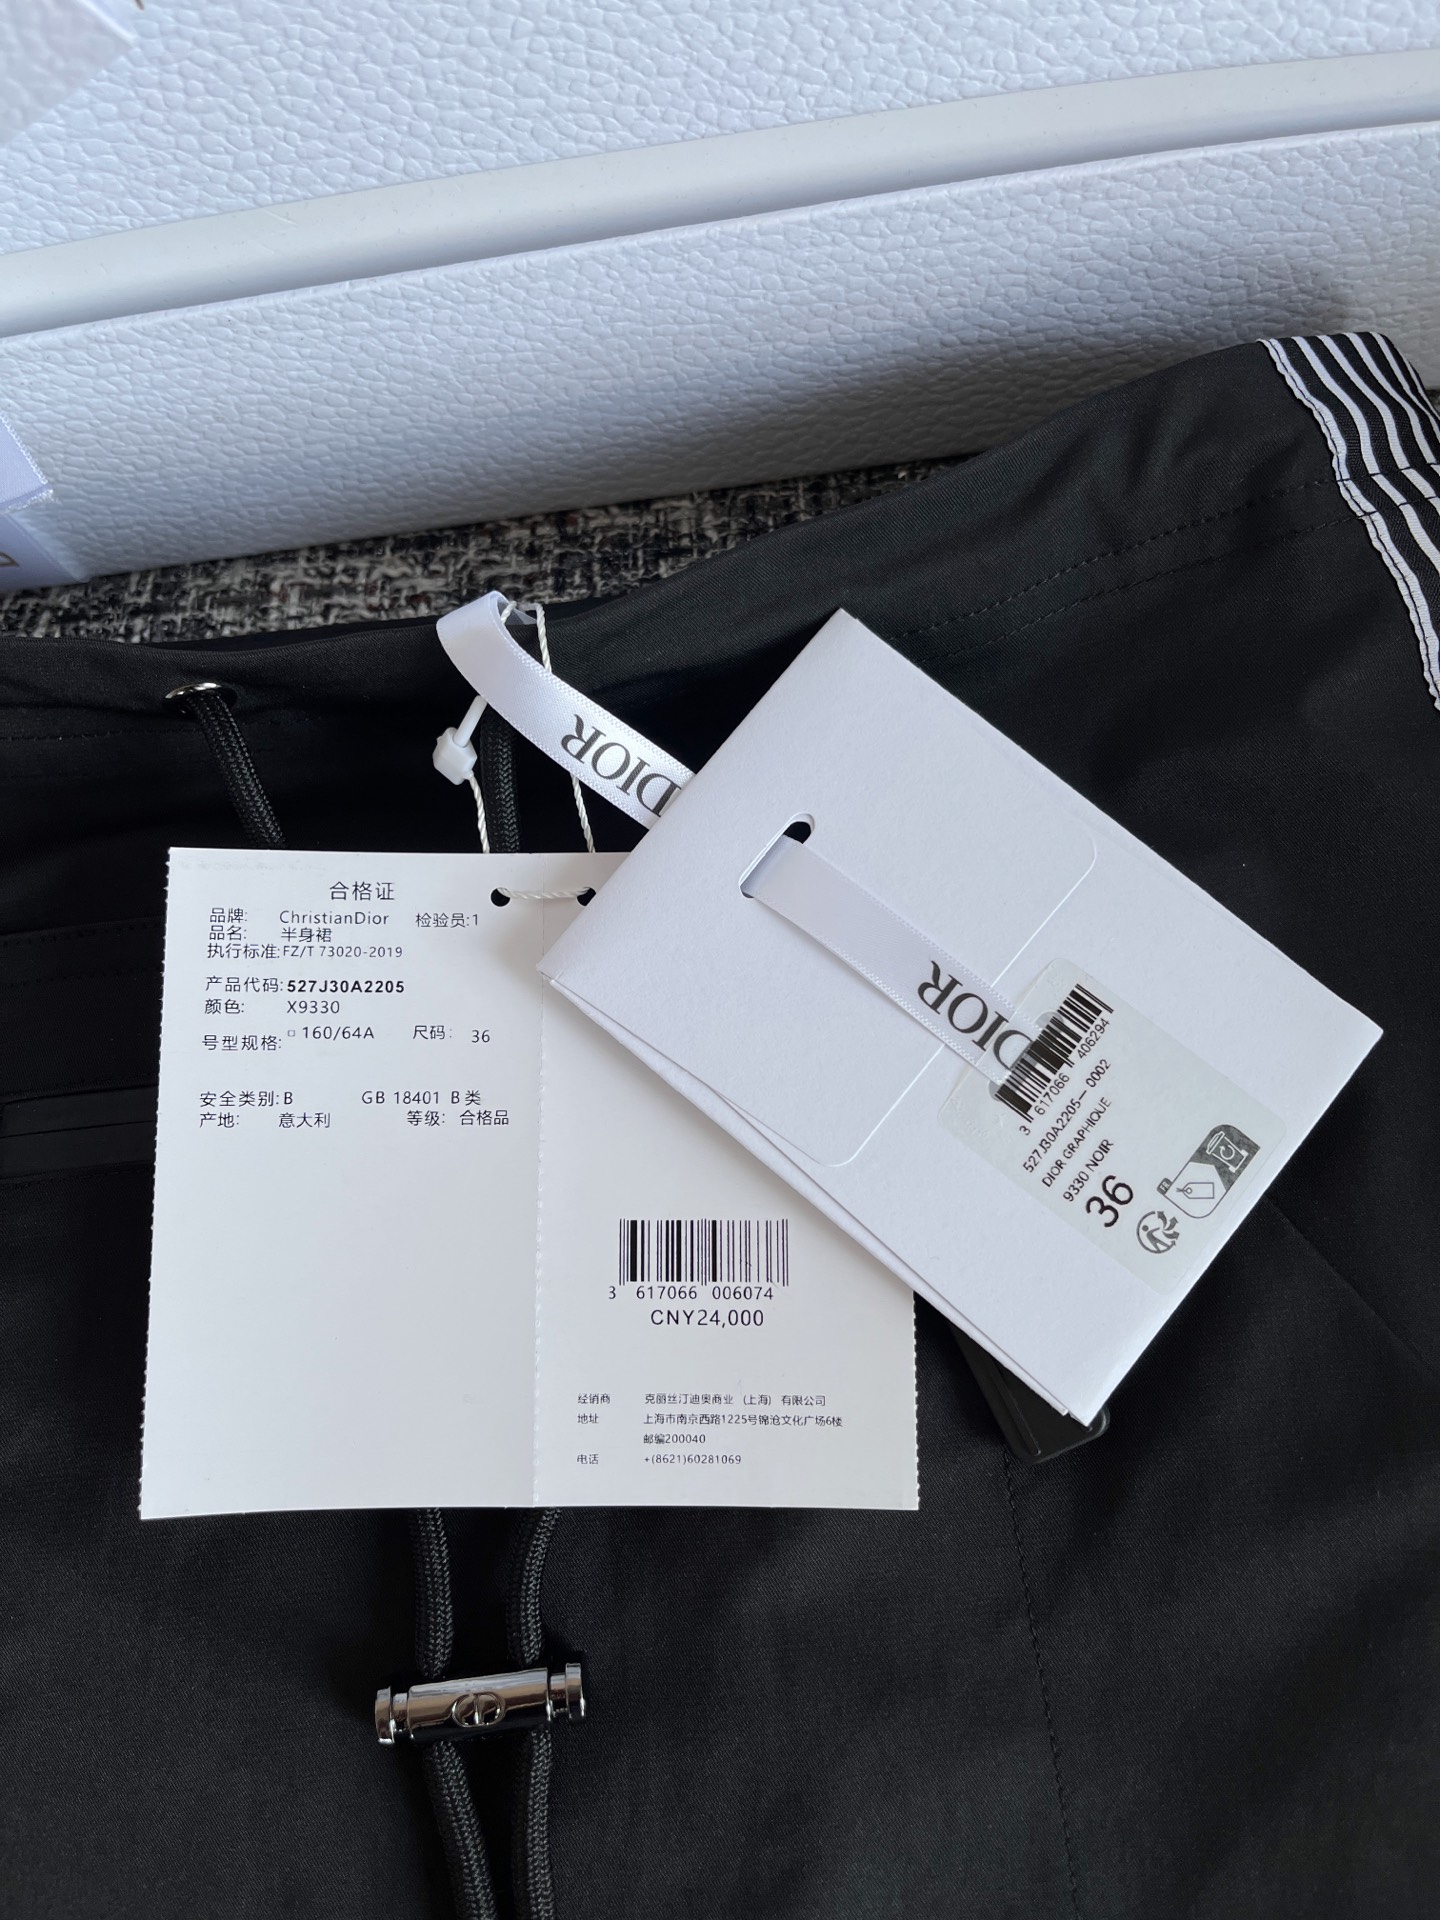 DIOR
DIOR
合格证
品牌: ChristianDior 检验员:1
品名: 半身裙
执行标准:FZ/T 73020-2019
产品代码:527J30A2205
颜色: X9330
号型规格: 160/64A 尺码: 36
安全类别:B GB 18401 B类
产地: 意大利 等级: 合格品
3 617066 006074
CNY24,000
经销商 克丽丝汀迪奥商业 (上海) 有限公司
地址 上海市南京西路1225号锦沧文化广场6楼
邮编200040
电话 +(8621)60281069
DIOR
DIOR
3 617066 406294
527J30A2205-0002
DIOR GRAPHIQUE
9330 NOIR
36
FR
CD